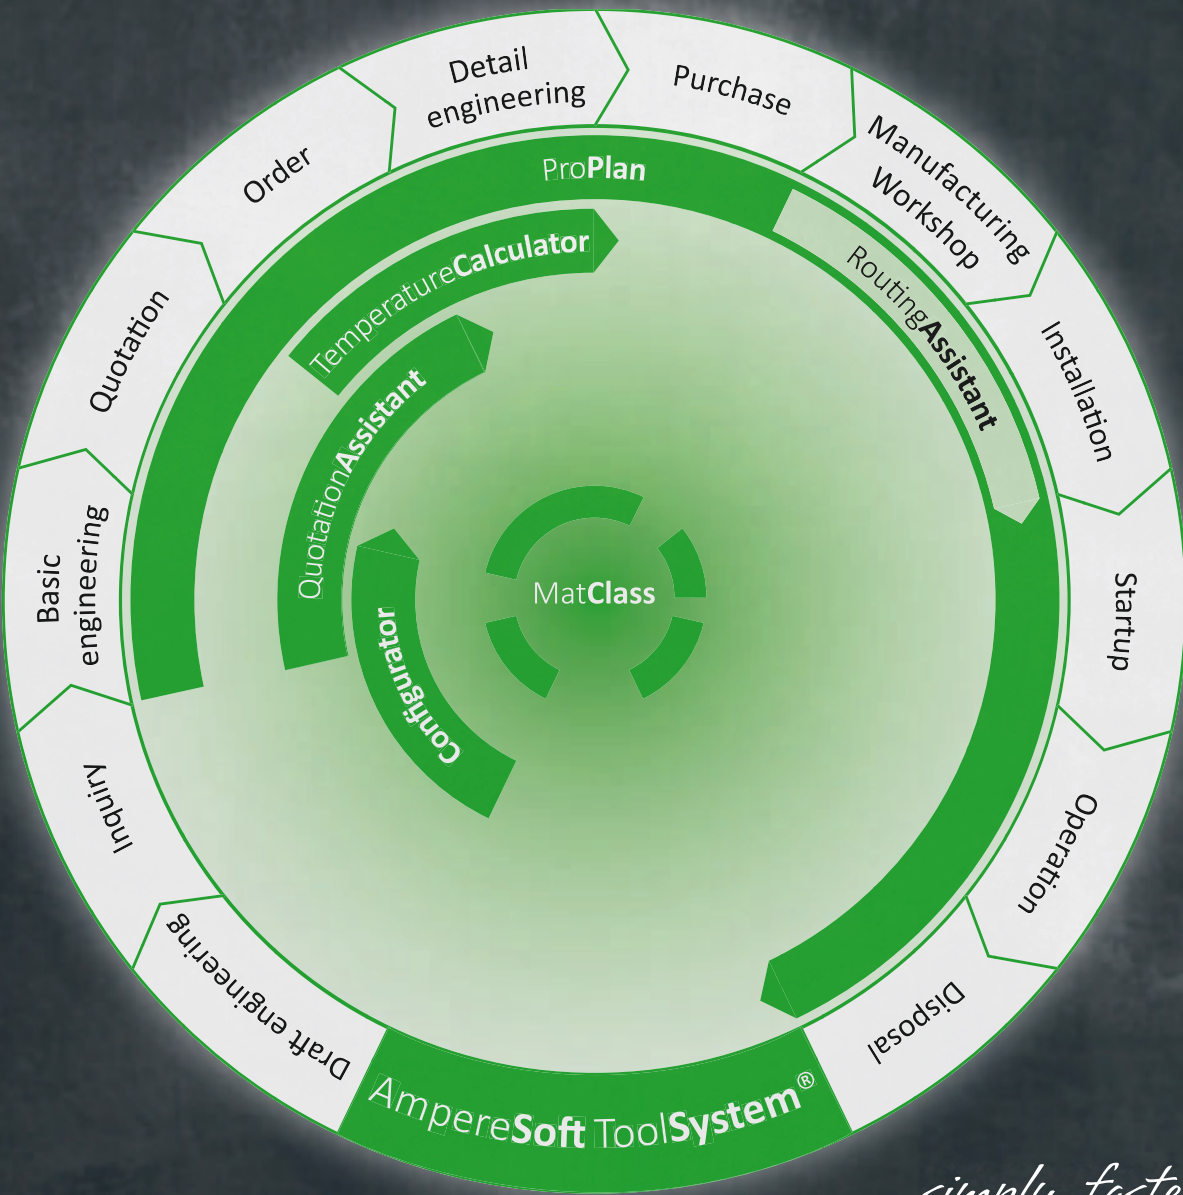 Draft engineering
Inquiry
Basic
engineering
Quotation
Order
Detail
engineering
Purchase
Manufacturing
Workshop
Installation
Startup
Operation
Disposal
ProPlan
RoutingAssistant
TemperatureCalculator
QuotationAssistant
Configurator
MatClass
AmpereSoft ToolSystem®
simply